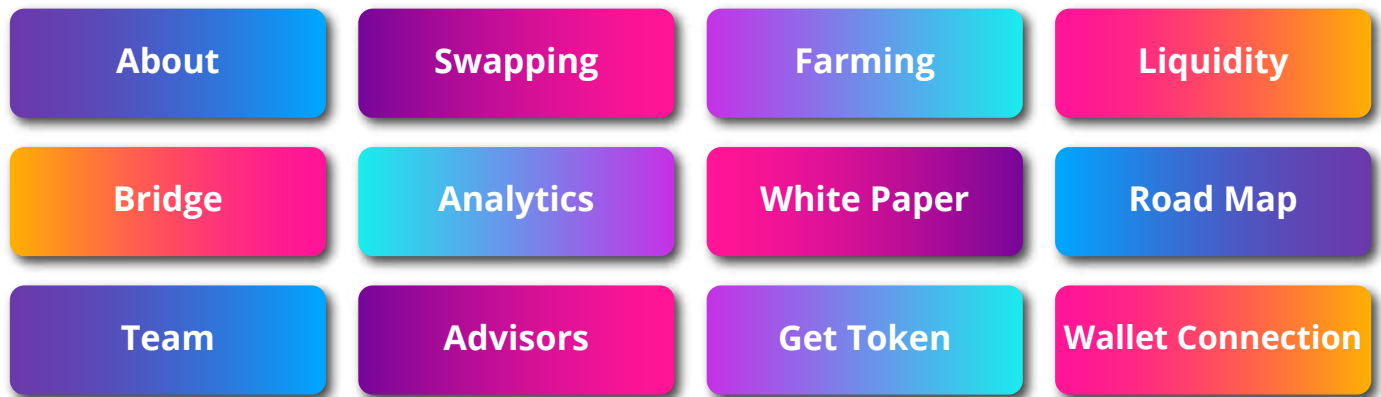 About
Swapping
Farming
Liquidity
Bridge
Analytics
White Paper
Road Map
Team
Advisors
Get Token
Wallet Connection